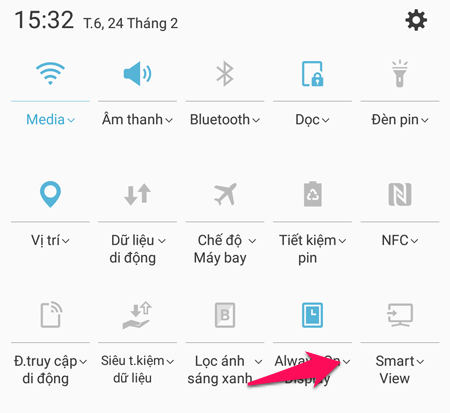 15:32 T.6, 24 Tháng 2
Media Âm thanh Bluetooth Dọc Đèn pin
Vị trí Dữ liệu Chế độ Tiết kiệm NFC
di động Máy bay pin
Đ.truy cập Siêu t.kiệm Lọc ánh Always On Smart
di động dữ liệu sáng xanh Display View
B